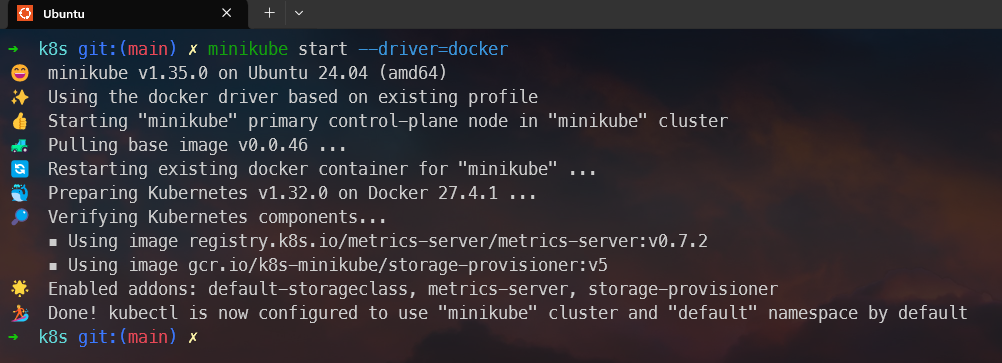 Ubuntu
➜ k8s git:(main) ✗ minikube start --driver=docker
😄 minikube v1.35.0 on Ubuntu 24.04 (amd64)
✨ Using the docker driver based on existing profile
👍 Starting "minikube" primary control-plane node in "minikube" cluster
🚜 Pulling base image v0.0.46 ...
🔄 Restarting existing docker container for "minikube" ...
🐳 Preparing Kubernetes v1.32.0 on Docker 27.4.1 ...
🔎 Verifying Kubernetes components...
▪ Using image registry.k8s.io/metrics-server/metrics-server:v0.7.2
▪ Using image gcr.io/k8s-minikube/storage-provisioner:v5
🌟 Enabled addons: default-storageclass, metrics-server, storage-provisioner
🏄 Done! kubectl is now configured to use "minikube" cluster and "default" namespace by default
➜ k8s git:(main) ✗